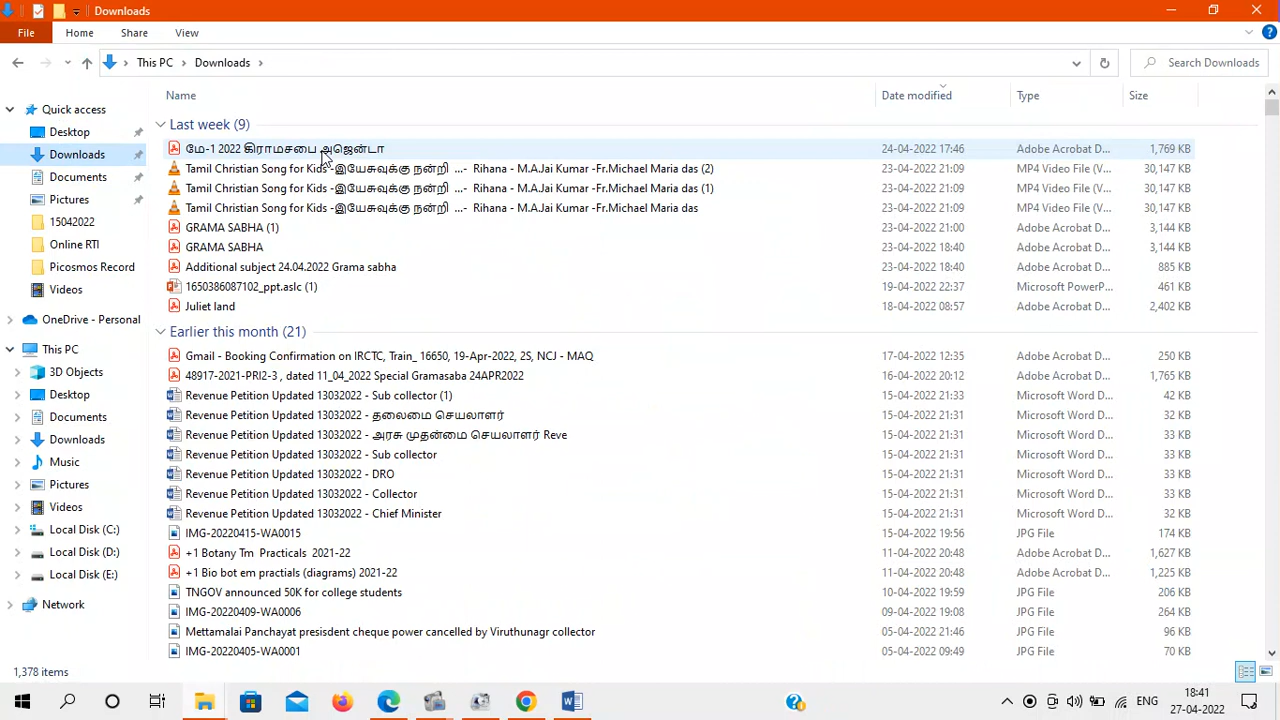 Downloads
File Home Share View
This PC Downloads Search Downloads
Name Date modified Type Size
Quick access
Desktop
Downloads
Documents
Pictures
15042022
Online RTI
Picosmos Record
Videos
OneDrive - Personal
This PC
3D Objects
Desktop
Documents
Downloads
Music
Pictures
Videos
Local Disk (C:)
Local Disk (D:)
Local Disk (E:)
Network
Last week (9)
மே-1 2022 கிராமசபை அஜென்டா 24-04-2022 17:46 Adobe Acrobat D... 1,769 KB
Tamil Christian Song for Kids -இயேசுவுக்கு நன்றி ...- Rihana - M.A.Jai Kumar -Fr.Michael Maria das (2) 23-04-2022 21:09 MP4 Video File (V... 30,147 KB
Tamil Christian Song for Kids -இயேசுவுக்கு நன்றி ...- Rihana - M.A.Jai Kumar -Fr.Michael Maria das (1) 23-04-2022 21:09 MP4 Video File (V... 30,147 KB
Tamil Christian Song for Kids -இயேசுவுக்கு நன்றி ...- Rihana - M.A.Jai Kumar -Fr.Michael Maria das 23-04-2022 21:09 MP4 Video File (V... 30,147 KB
GRAMA SABHA (1) 23-04-2022 21:00 Adobe Acrobat D... 3,144 KB
GRAMA SABHA 23-04-2022 18:40 Adobe Acrobat D... 3,144 KB
Additional subject 24.04.2022 Grama sabha 23-04-2022 18:40 Adobe Acrobat D... 885 KB
1650386087102_ppt.aslc (1) 19-04-2022 22:37 Microsoft PowerP... 461 KB
Juliet land 18-04-2022 08:57 Adobe Acrobat D... 2,402 KB
Earlier this month (21)
Gmail - Booking Confirmation on IRCTC, Train_ 16650, 19-Apr-2022, 2S, NCJ - MAQ 17-04-2022 12:35 Adobe Acrobat D... 250 KB
48917-2021-PRI2-3 , dated 11_04_2022 Special Gramasaba 24APR2022 16-04-2022 20:12 Adobe Acrobat D... 1,765 KB
Revenue Petition Updated 13032022 - Sub collector (1) 15-04-2022 21:33 Microsoft Word D... 42 KB
Revenue Petition Updated 13032022 - தலைமை செயலாளர் 15-04-2022 21:31 Microsoft Word D... 32 KB
Revenue Petition Updated 13032022 - அரசு முதன்மை செயலாளர் Reve 15-04-2022 21:31 Microsoft Word D... 33 KB
Revenue Petition Updated 13032022 - Sub collector 15-04-2022 21:31 Microsoft Word D... 33 KB
Revenue Petition Updated 13032022 - DRO 15-04-2022 21:31 Microsoft Word D... 33 KB
Revenue Petition Updated 13032022 - Collector 15-04-2022 21:31 Microsoft Word D... 33 KB
Revenue Petition Updated 13032022 - Chief Minister 15-04-2022 21:31 Microsoft Word D... 32 KB
IMG-20220415-WA0015 15-04-2022 19:56 JPG File 174 KB
+1 Botany Tm Practicals 2021-22 11-04-2022 20:48 Adobe Acrobat D... 1,627 KB
+1 Bio bot em practials (diagrams) 2021-22 11-04-2022 20:48 Adobe Acrobat D... 1,225 KB
TNGOV announced 50K for college students 10-04-2022 19:59 JPG File 206 KB
IMG-20220409-WA0006 09-04-2022 19:08 JPG File 264 KB
Mettamalai Panchayat presisdent cheque power cancelled by Viruthunagr collector 05-04-2022 21:46 JPG File 96 KB
IMG-20220405-WA0001 05-04-2022 09:49 JPG File 70 KB
1,378 items
ENG 18:41
27-04-2022